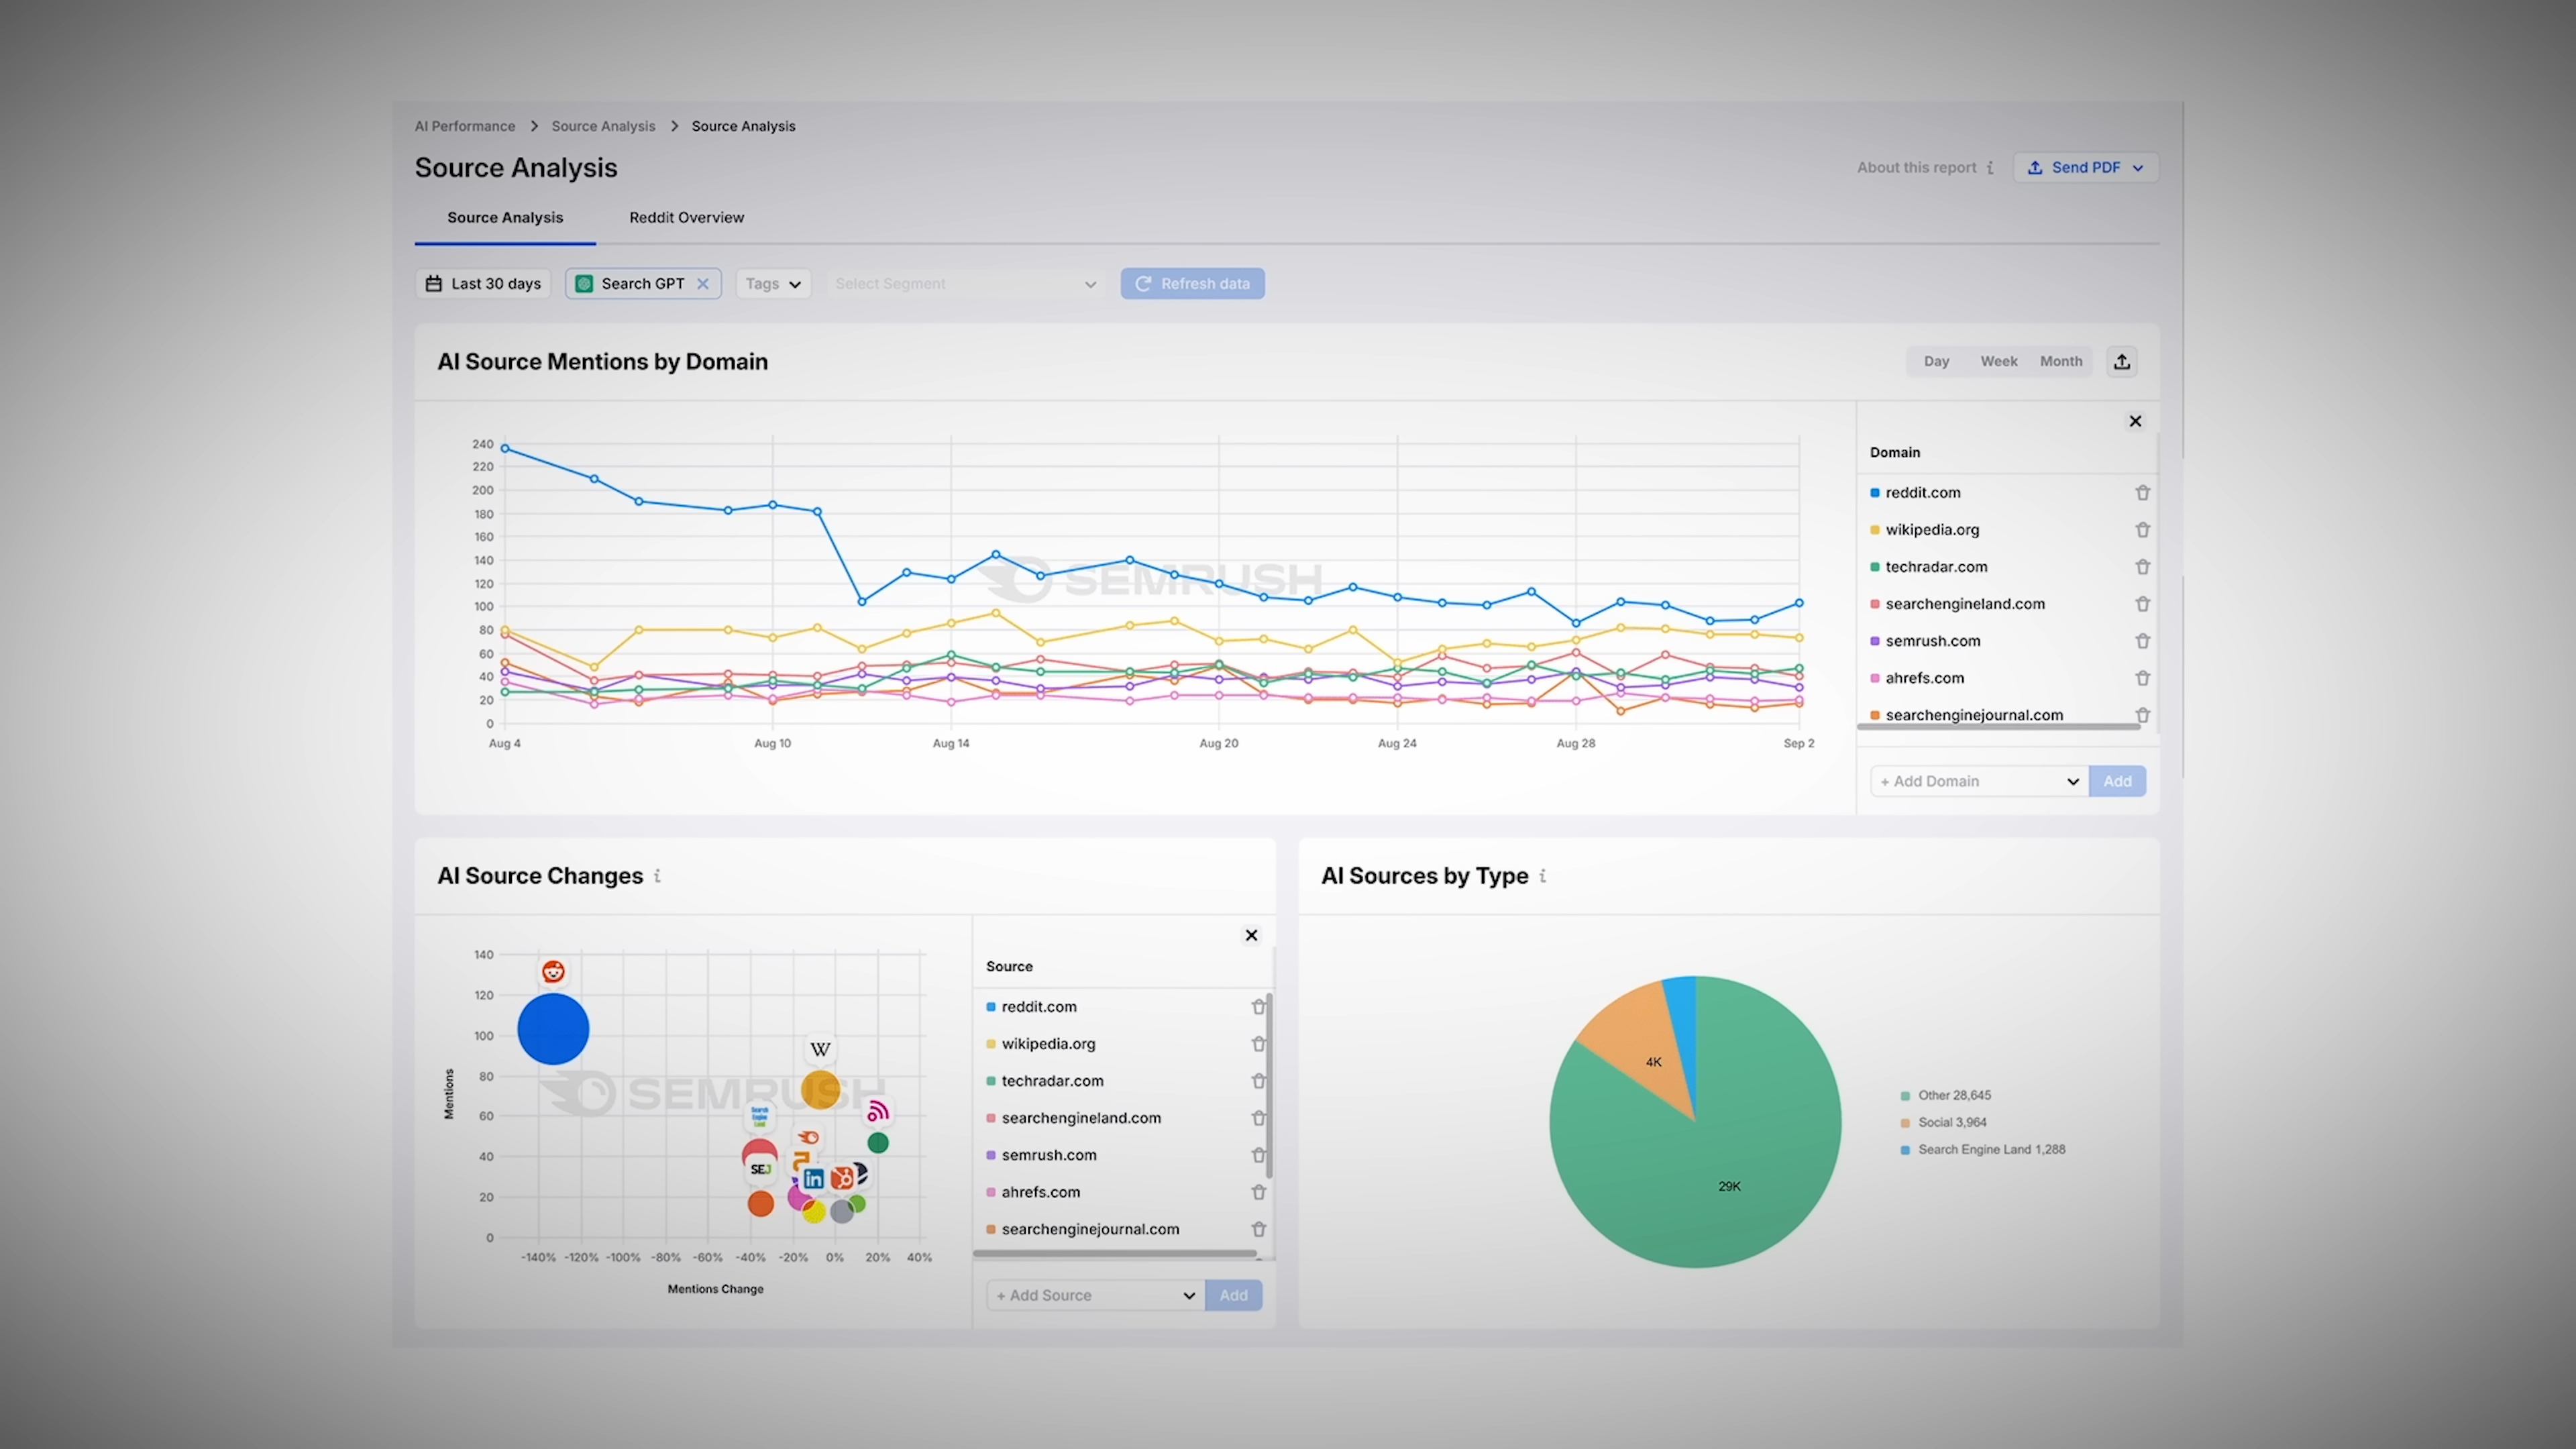 AI Performance > Source Analysis > Source Analysis
Source Analysis
About this report i
Send PDF
Source Analysis
Reddit Overview
Last 30 days
Search GPT
Tags
Select Segment
Refresh data
AI Source Mentions by Domain
Day Week Month
240
220
200
180
160
140
120
100
80
60
40
20
0
SEMRUSH
Aug 4 Aug 10 Aug 14 Aug 20 Aug 24 Aug 28 Sep 2
Domain
reddit.com
wikipedia.org
techradar.com
searchengineland.com
semrush.com
ahrefs.com
searchenginejournal.com
+ Add Domain
Add
AI Source Changes i
Mentions
140
120
100
80
60
40
20
0
SEMRUSH
W
Search
Engine
Land
SEJ
in
-140% -120% -100% -80% -60% -40% -20% 0% 20% 40%
Mentions Change
Source
reddit.com
wikipedia.org
techradar.com
searchengineland.com
semrush.com
ahrefs.com
searchenginejournal.com
+ Add Source
Add
AI Sources by Type i
4K
29K
Other 28,645
Social 3,964
Search Engine Land 1,288